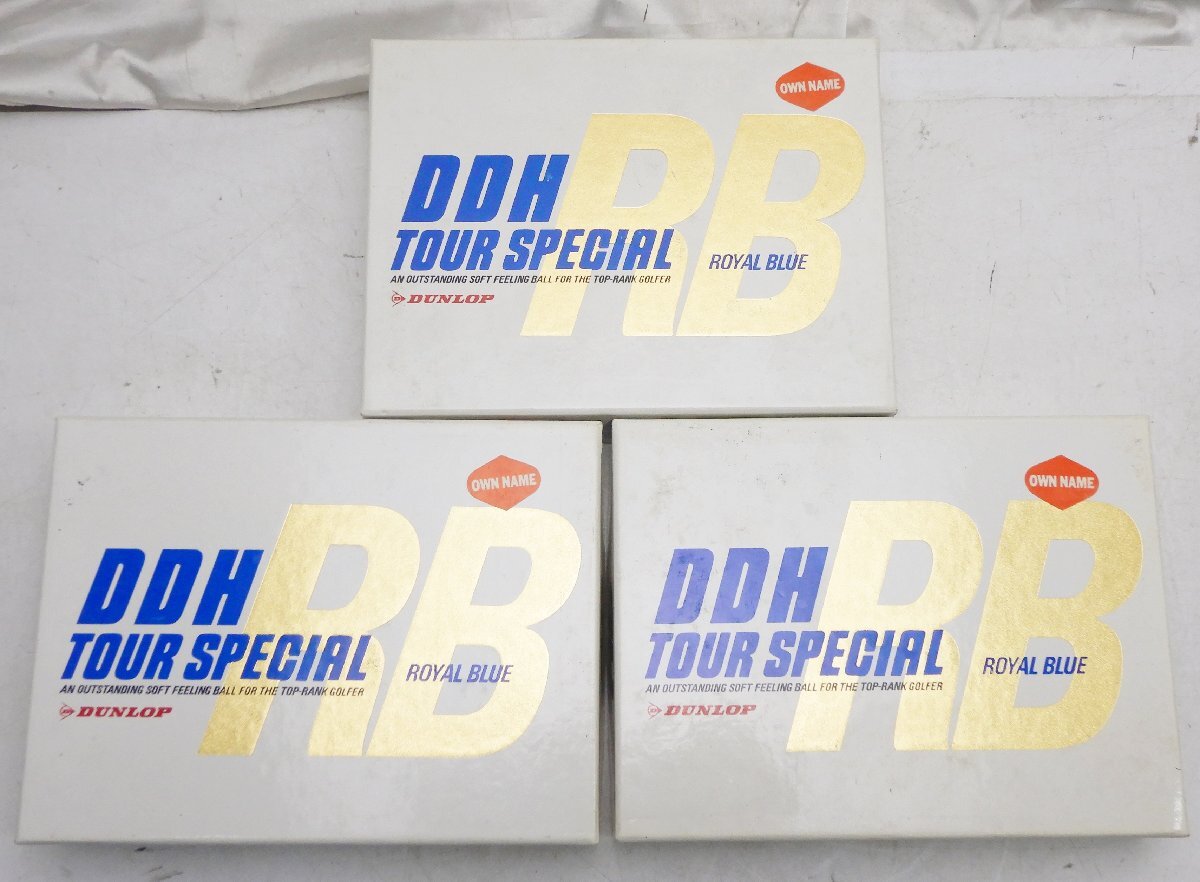 OWN NAME
RB
DDH
TOUR SPECIAL
ROYAL BLUE
AN OUTSTANDING SOFT FEELING BALL FOR THE TOP-RANK GOLFER
DUNLOP
OWN NAME
RB
DDH
TOUR SPECIAL
ROYAL BLUE
AN OUTSTANDING SOFT FEELING BALL FOR THE TOP-RANK GOLFER
DUNLOP
OWN NAME
RB
DDH
TOUR SPECIAL
ROYAL BLUE
AN OUTSTANDING SOFT FEELING BALL FOR THE TOP-RANK GOLFER
DUNLOP